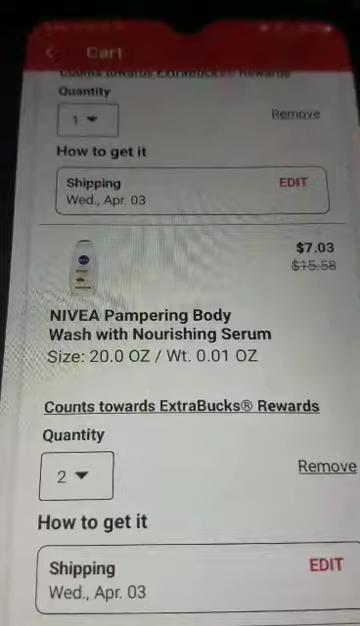 Cart
Counts towards ExtraBucks® Rewards
Quantity
1
Remove
How to get it
Shipping
EDIT
Wed., Apr. 03
$7.03
$15.58
NIVEA Pampering Body
Wash with Nourishing Serum
Size: 20.0 OZ / Wt. 0.01 OZ
Counts towards ExtraBucks® Rewards
Quantity
2
Remove
How to get it
Shipping
EDIT
Wed., Apr. 03